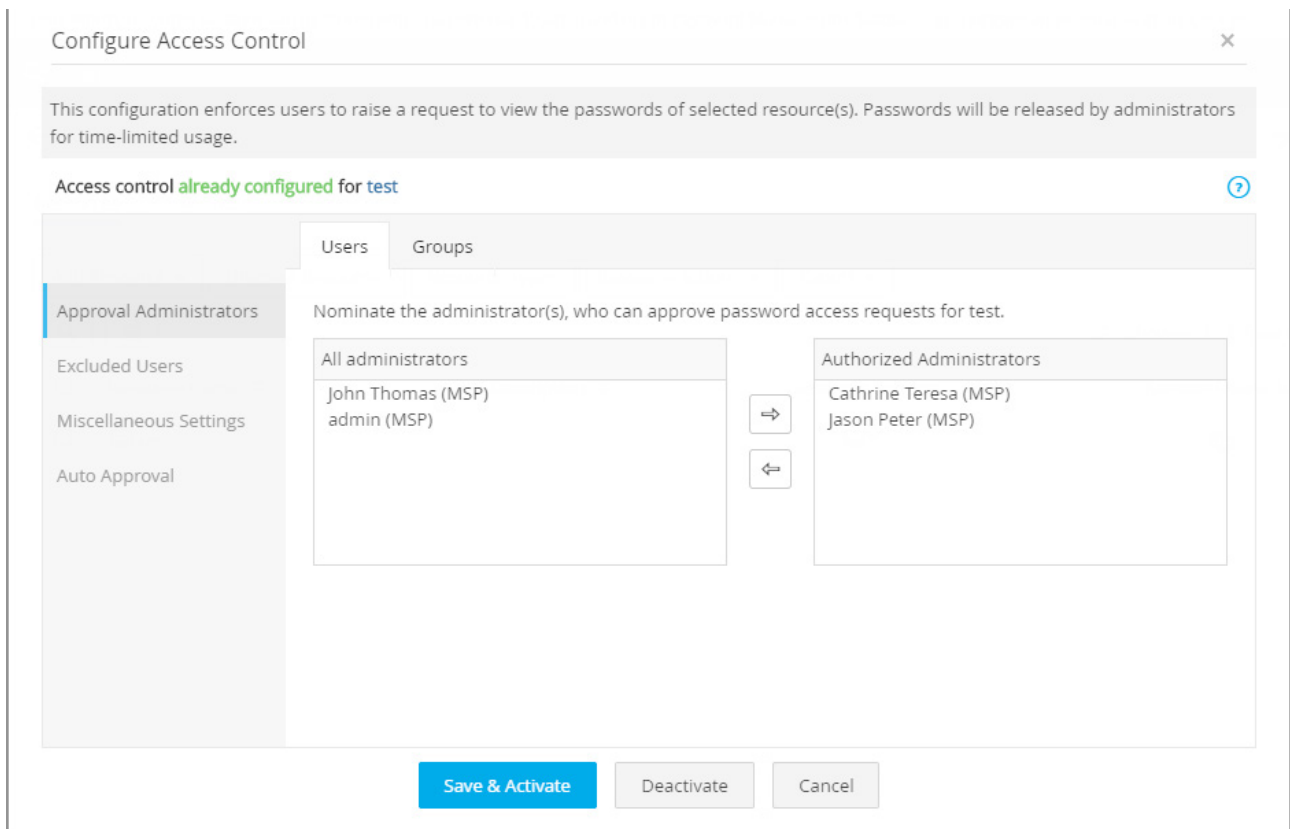 Configure Access Control
×
This configuration enforces users to raise a request to view the passwords of selected resource(s). Passwords will be released by administrators
for time-limited usage.
Access control already configured for test
?
Users Groups
Approval Administrators
Excluded Users
Miscellaneous Settings
Auto Approval
Nominate the administrator(s), who can approve password access requests for test.
All administrators
John Thomas (MSP)
admin (MSP)
⇨
⇦
Authorized Administrators
Cathrine Teresa (MSP)
Jason Peter (MSP)
Save & Activate Deactivate Cancel